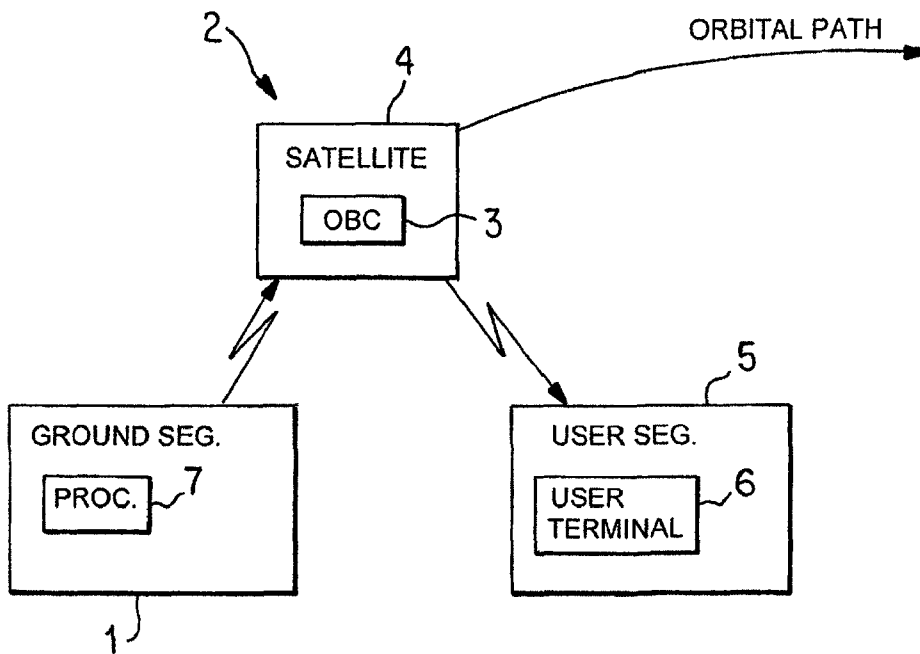 ORBITAL PATH
2
4
SATELLITE
OBC
3
5
GROUND SEG.
USER SEG.
7
PROC.
6
USER
TERMINAL
1